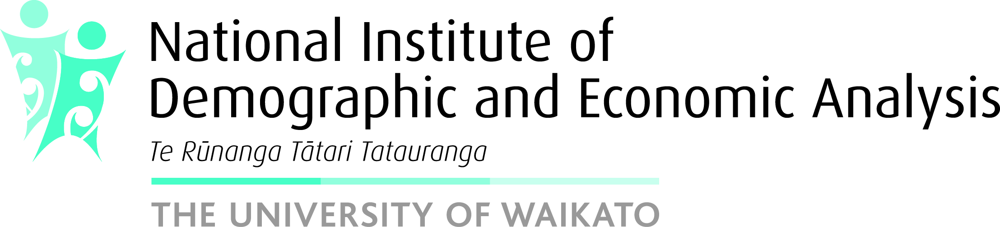 National Institute of
Demographic and Economic Analysis
Te Rūnanga Tātari Tatauranga
THE UNIVERSITY OF WAIKATO